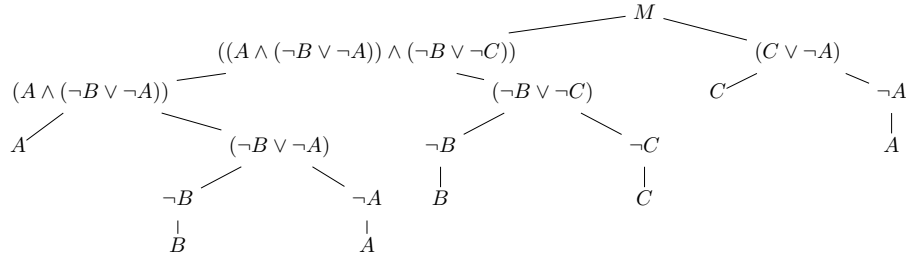 M
((A ∧ (¬B ∨ ¬A)) ∧ (¬B ∨ ¬C)) (C ∨ ¬A)
(A ∧ (¬B ∨ ¬A)) (¬B ∨ ¬C) C ¬A
A (¬B ∨ ¬A) ¬B ¬C A
¬B ¬A B C
B A